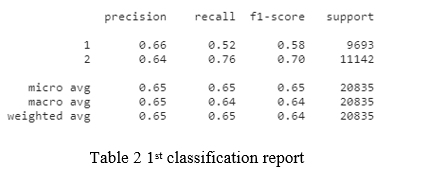 precision recall f1-score support
1 0.66 0.52 0.58 9693
2 0.64 0.76 0.70 11142
micro avg 0.65 0.65 0.65 20835
macro avg 0.65 0.64 0.64 20835
weighted avg 0.65 0.65 0.64 20835
Table 2 1st classification report